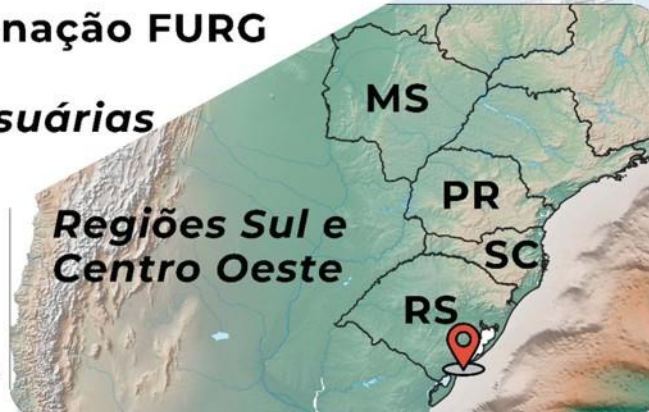 nação FURG
suárias
MS
PR
Regiões Sul e
Centro Oeste
SC
RS